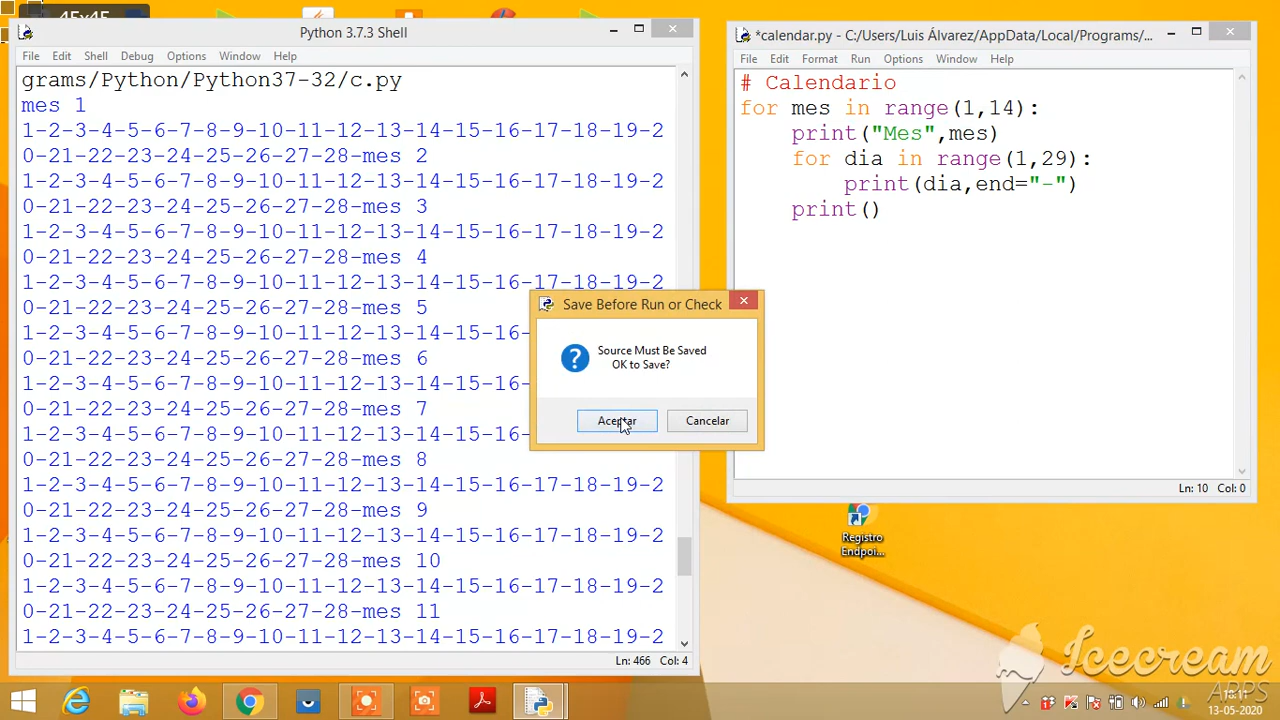 45x45
Python 3.7.3 Shell
File Edit Shell Debug Options Window Help
grams/Python/Python37-32/c.py
mes 1
1-2-3-4-5-6-7-8-9-10-11-12-13-14-15-16-17-18-19-2
0-21-22-23-24-25-26-27-28-mes 2
1-2-3-4-5-6-7-8-9-10-11-12-13-14-15-16-17-18-19-2
0-21-22-23-24-25-26-27-28-mes 3
1-2-3-4-5-6-7-8-9-10-11-12-13-14-15-16-17-18-19-2
0-21-22-23-24-25-26-27-28-mes 4
1-2-3-4-5-6-7-8-9-10-11-12-13-14-15-16-17-18-19-2
0-21-22-23-24-25-26-27-28-mes 5
1-2-3-4-5-6-7-8-9-10-11-12-13-14-15-
0-21-22-23-24-25-26-27-28-mes 6
1-2-3-4-5-6-7-8-9-10-11-12-13-14-15-
0-21-22-23-24-25-26-27-28-mes 7
1-2-3-4-5-6-7-8-9-10-11-12-13-14-15-
0-21-22-23-24-25-26-27-28-mes 8
1-2-3-4-5-6-7-8-9-10-11-12-13-14-15-16-17-18-19-2
0-21-22-23-24-25-26-27-28-mes 9
1-2-3-4-5-6-7-8-9-10-11-12-13-14-15-16-17-18-19-2
0-21-22-23-24-25-26-27-28-mes 10
1-2-3-4-5-6-7-8-9-10-11-12-13-14-15-16-17-18-19-2
0-21-22-23-24-25-26-27-28-mes 11
1-2-3-4-5-6-7-8-9-10-11-12-13-14-15-16-17-18-19-2
Ln: 466 Col: 4
*calendar.py - C:/Users/Luis Álvarez/AppData/Local/Programs/...
File Edit Format Run Options Window Help
# Calendario
for mes in range(1,14):
    print("Mes",mes)
    for dia in range(1,29):
        print(dia,end="-")
    print()
Ln: 10 Col: 0
Save Before Run or Check
Source Must Be Saved
OK to Save?
Aceptar Cancelar
Registro
Endpoi...
Icecream
APPS
18:11
13-05-2020